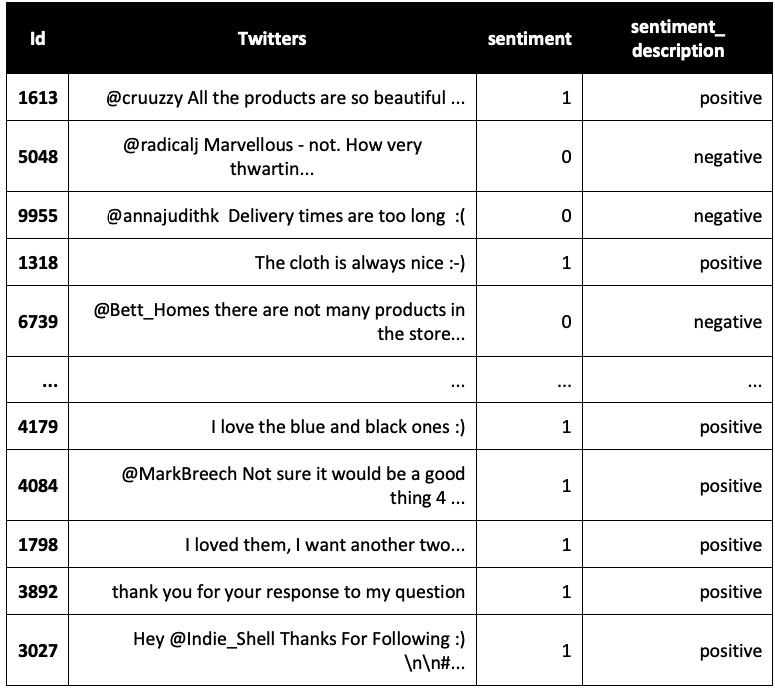 Id Twitters sentiment sentiment_
description
1613 @cruuzzy All the products are so beautiful ... 1 positive
5048 @radicalj Marvellous - not. How very
thwartin... 0 negative
9955 @annajudithk  Delivery times are too long  :( 0 negative
1318 The cloth is always nice :-) 1 positive
6739 @Bett_Homes there are not many products in
the store... 0 negative
... ... ... ...
4179 I love the blue and black ones :) 1 positive
4084 @MarkBreech Not sure it would be a good
thing 4 ... 1 positive
1798 I loved them, I want another two... 1 positive
3892 thank you for your response to my question 1 positive
3027 Hey @Indie_Shell Thanks For Following :)
\n\n#... 1 positive